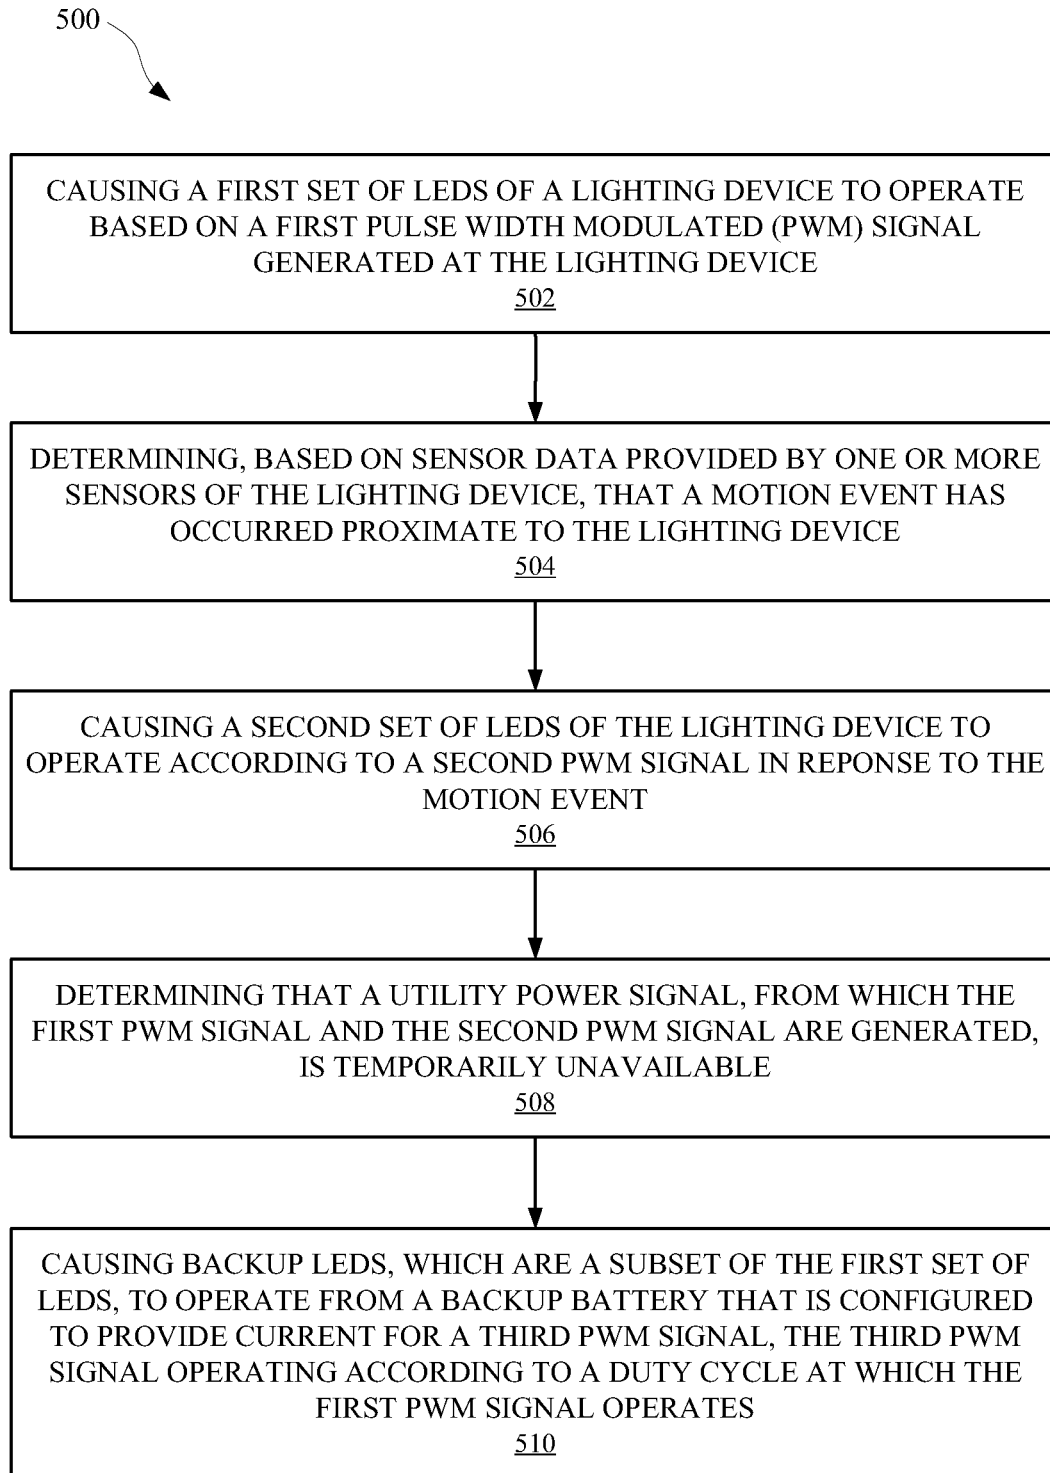 500
CAUSING A FIRST SET OF LEDS OF A LIGHTING DEVICE TO OPERATE
BASED ON A FIRST PULSE WIDTH MODULATED (PWM) SIGNAL
GENERATED AT THE LIGHTING DEVICE
502
DETERMINING, BASED ON SENSOR DATA PROVIDED BY ONE OR MORE
SENSORS OF THE LIGHTING DEVICE, THAT A MOTION EVENT HAS
OCCURRED PROXIMATE TO THE LIGHTING DEVICE
504
CAUSING A SECOND SET OF LEDS OF THE LIGHTING DEVICE TO
OPERATE ACCORDING TO A SECOND PWM SIGNAL IN REPONSE TO THE
MOTION EVENT
506
DETERMINING THAT A UTILITY POWER SIGNAL, FROM WHICH THE
FIRST PWM SIGNAL AND THE SECOND PWM SIGNAL ARE GENERATED,
IS TEMPORARILY UNAVAILABLE
508
CAUSING BACKUP LEDS, WHICH ARE A SUBSET OF THE FIRST SET OF
LEDS, TO OPERATE FROM A BACKUP BATTERY THAT IS CONFIGURED
TO PROVIDE CURRENT FOR A THIRD PWM SIGNAL, THE THIRD PWM
SIGNAL OPERATING ACCORDING TO A DUTY CYCLE AT WHICH THE
FIRST PWM SIGNAL OPERATES
510